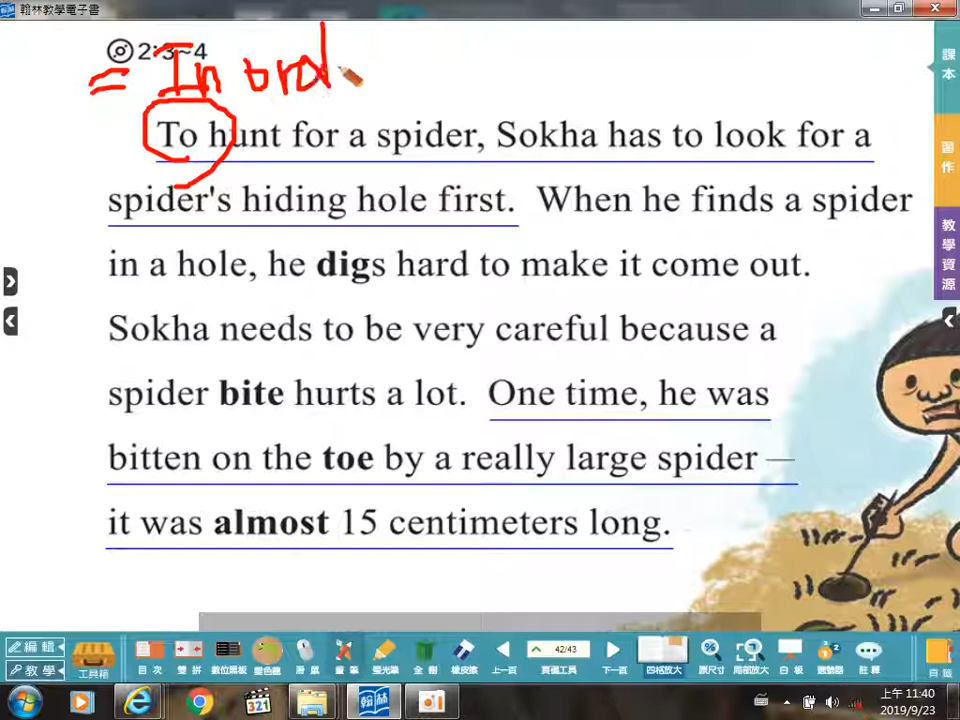 翰林教學電子書
2: 3~4
= In ord
To hunt for a spider, Sokha has to look for a
spider's hiding hole first. When he finds a spider
in a hole, he digs hard to make it come out.
Sokha needs to be very careful because a
spider bite hurts a lot. One time, he was
bitten on the toe by a really large spider —
it was almost 15 centimeters long.
課本
習作
教學資源
編輯
教學
工具箱
目次
雙拼
數位黑板
滑鼠
畫筆
螢光筆
全刪
橡皮擦
上一頁
42/43
頁碼工具
下一頁
四格放大
原尺寸
局部放大
白板
選號器
註釋
321
翰林
上午 11:40
2019/9/23